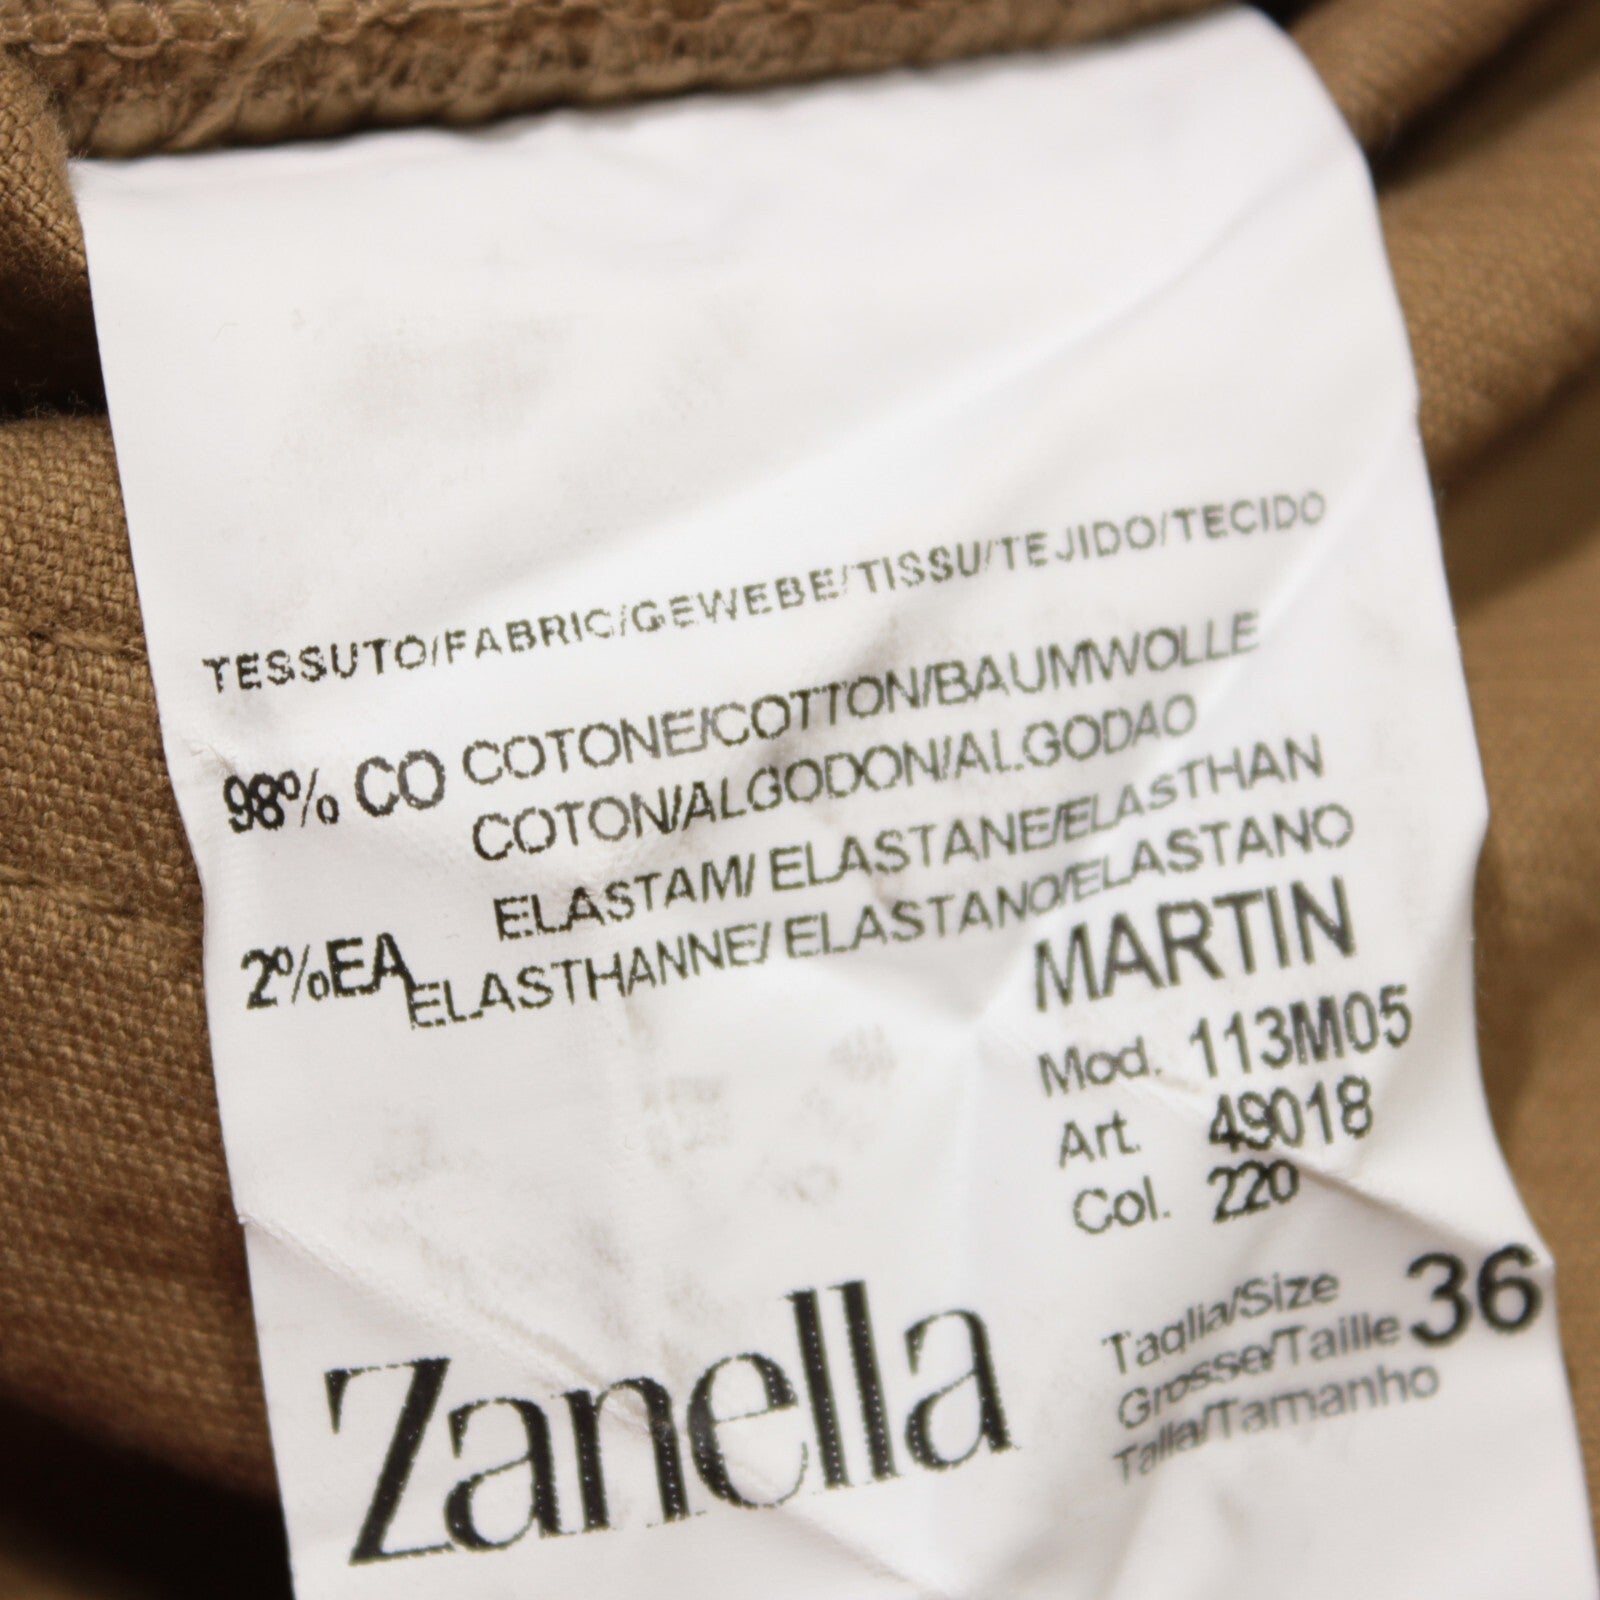 TESSUTO/FABRIC/GEWEBE/TISSU/TEJIDO/TECIDO
98% CO COTONE/COTTON/BAUMWOLLE
COTON/ALGODON/ALGODAO
ELASTAM/ ELASTANE/ELASTHAN
2%EA ELASTHANNE/ ELASTANO/ELASTANO
MARTIN
Mod. 113M05
Art. 49018
Col. 220
Taglia/Size
Grosse/Taille 36
Talla/Tamanho
Zanella